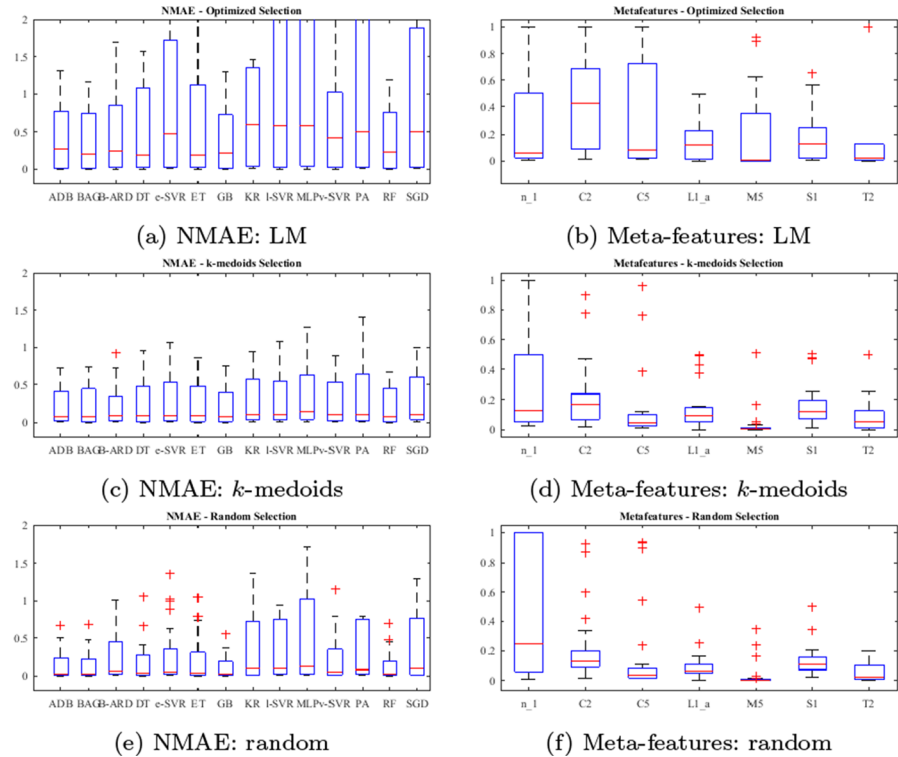 NMAE - Optimized Selection
2
1.5
1
0.5
0
ADB BAG B-ARD DT e-SVR ET GB KR l-SVR MLP v-SVR PA RF SGD
(a) NMAE: LM
Metafeatures - Optimized Selection
1
0.8
0.6
0.4
0.2
0
n_1 C2 C5 L1_a M5 S1 T2
(b) Meta-features: LM
NMAE - k-medoids Selection
2
1.5
1
0.5
0
ADB BAG B-ARD DT e-SVR ET GB KR l-SVR MLP v-SVR PA RF SGD
(c) NMAE: k-medoids
Metafeatures - k-medoids Selection
1
0.8
0.6
0.4
0.2
0
n_1 C2 C5 L1_a M5 S1 T2
(d) Meta-features: k-medoids
NMAE - Random Selection
2
1.5
1
0.5
0
ADB BAG B-ARD DT e-SVR ET GB KR l-SVR MLP v-SVR PA RF SGD
(e) NMAE: random
Metafeatures - Random Selection
1
0.8
0.6
0.4
0.2
0
n_1 C2 C5 L1_a M5 S1 T2
(f) Meta-features: random